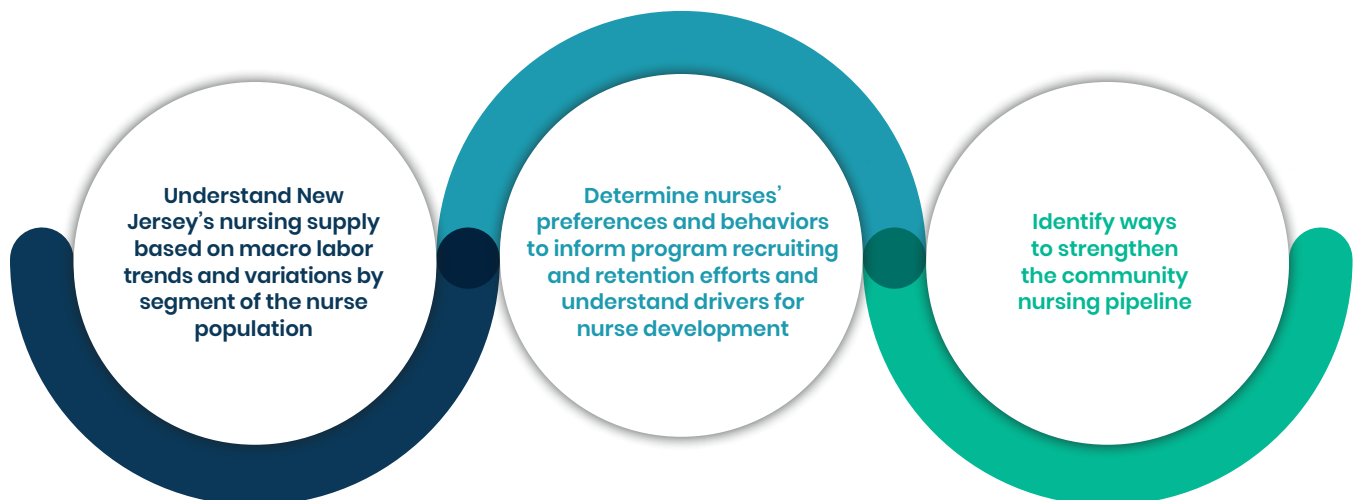 Understand New
Jersey’s nursing supply
based on macro labor
trends and variations by
segment of the nurse
population
Determine nurses’
preferences and behaviors
to inform program recruiting
and retention efforts and
understand drivers for
nurse development
Identify ways
to strengthen
the community
nursing pipeline